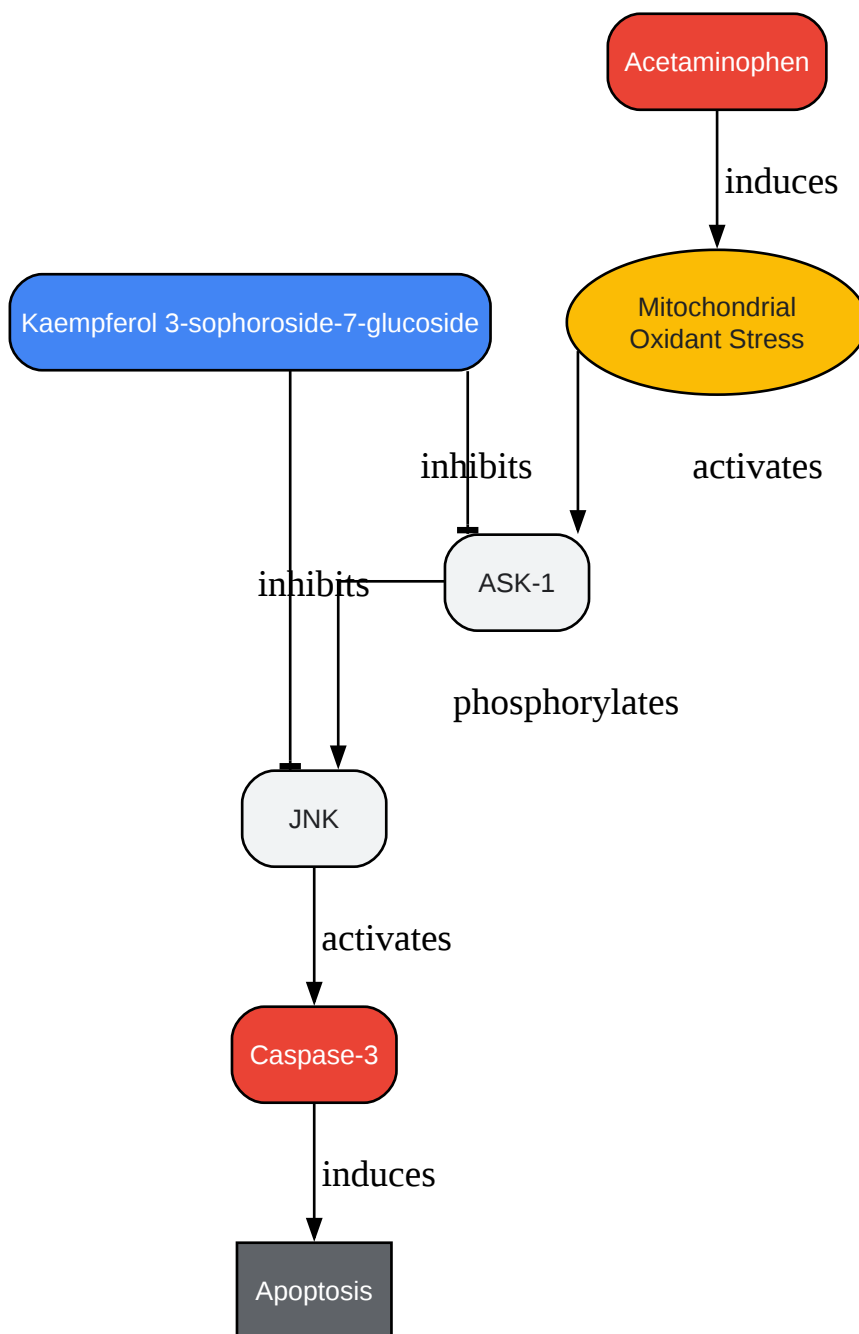 Acetaminophen
induces
Kaempferol 3-sophoroside-7-glucoside
Mitochondrial
Oxidant Stress
inhibits
activates
ASK-1
inhibits
phosphorylates
JNK
activates
Caspase-3
induces
Apoptosis